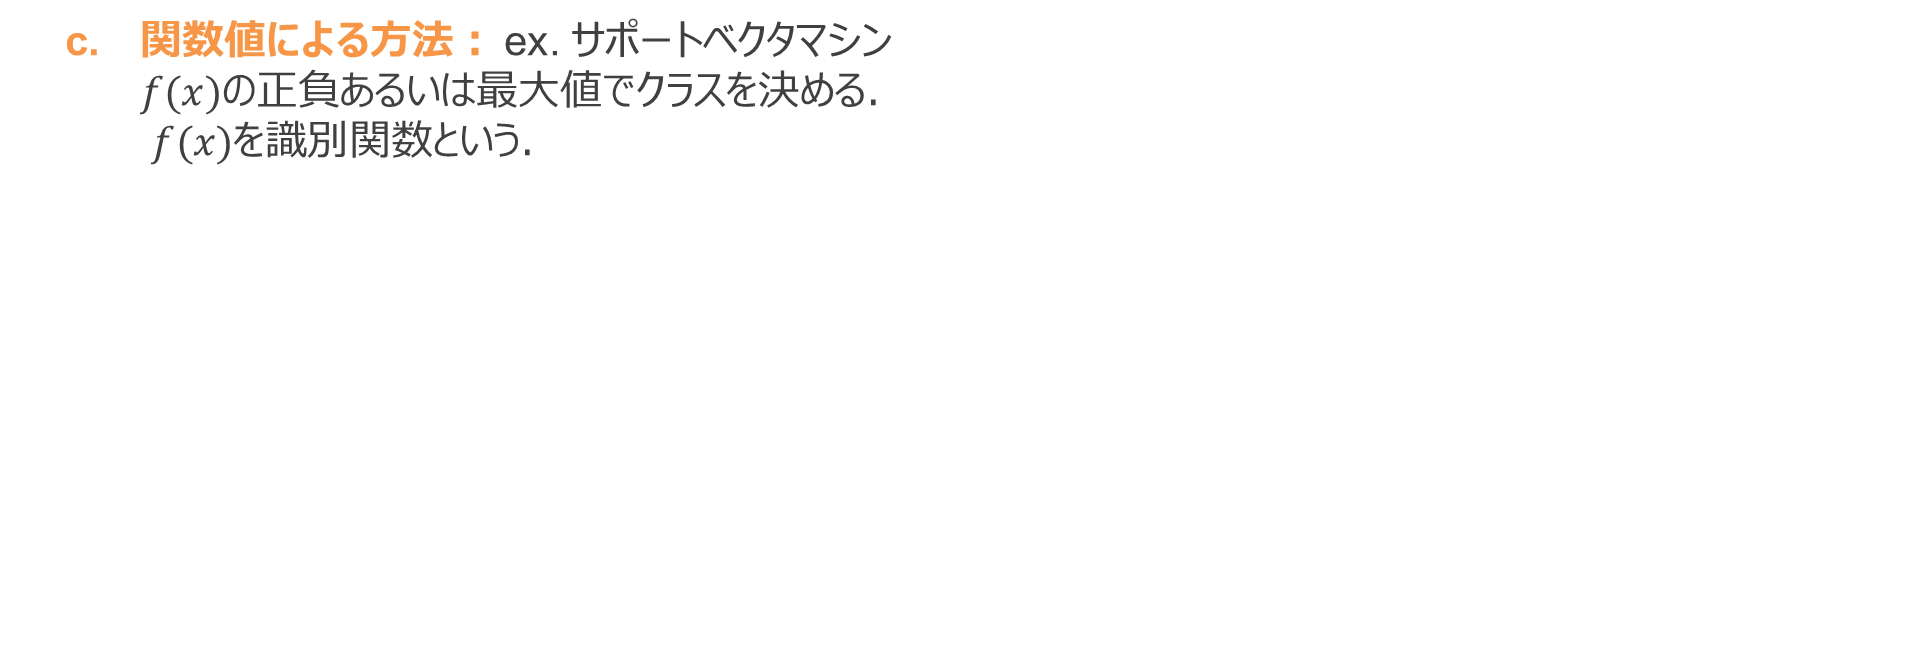 c. 関数値による方法： ex. サポートベクタマシン
f(x)の正負あるいは最大値でクラスを決める．
f(x)を識別関数という．